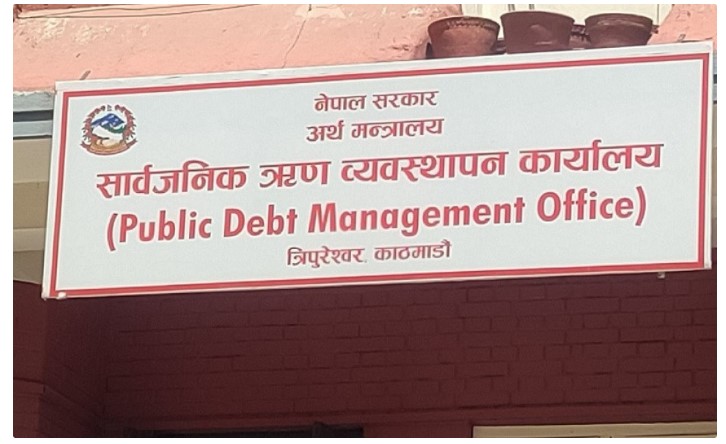 नेपाल सरकार
अर्थ मन्त्रालय
सार्वजनिक ऋण व्यवस्थापन कार्यालय
(Public Debt Management Office)
त्रिपुरेश्वर, काठमाडौं